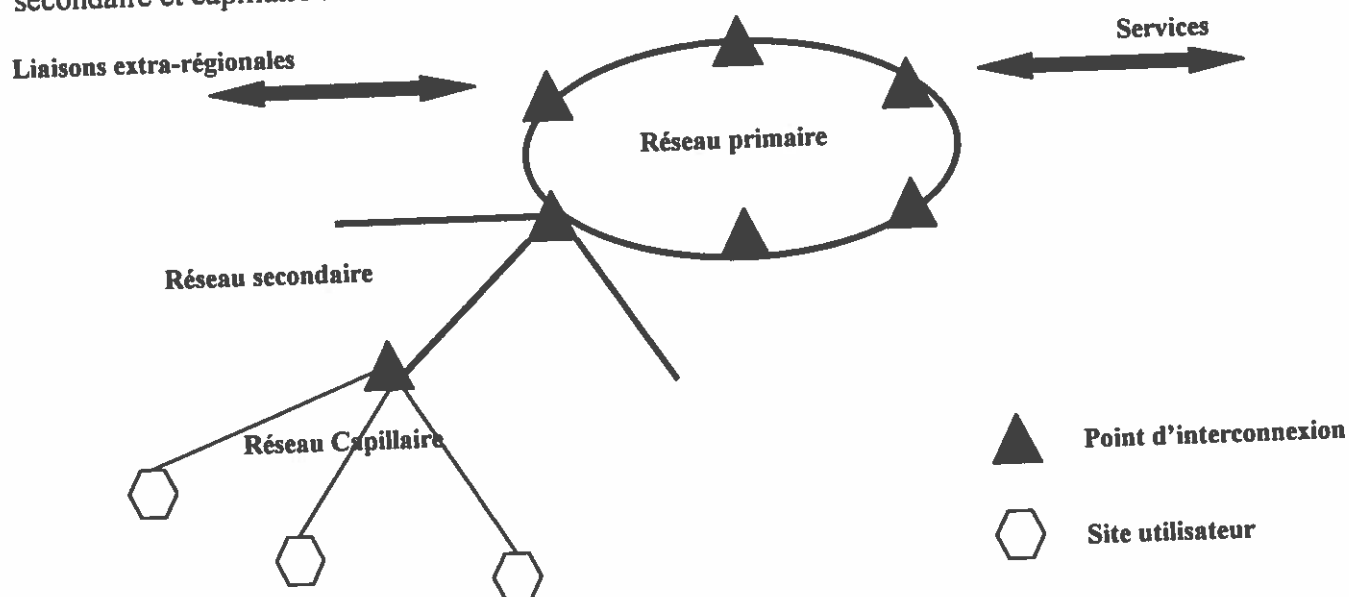 secondaire et capillaire
Services
Liaisons extra-régionales
Réseau primaire
Réseau secondaire
Réseau Capillaire
Point d'interconnexion
Site utilisateur